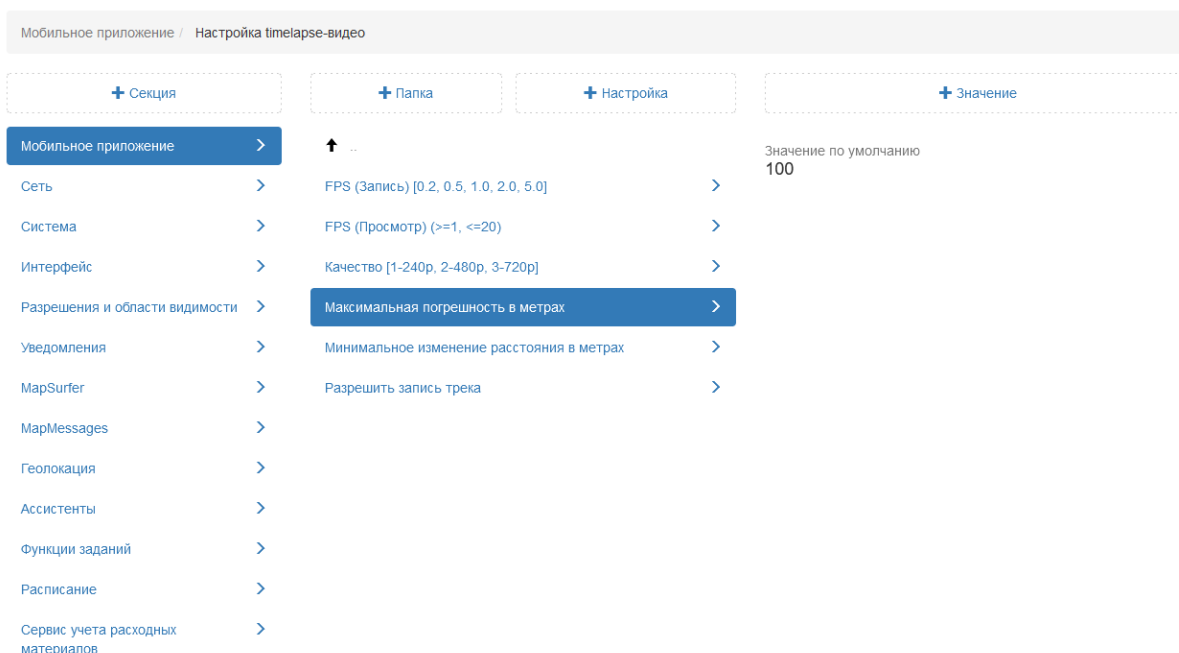 Мобильное приложение / Настройка timelapse-видео
+ Секция
+ Папка
+ Настройка
+ Значение
Мобильное приложение
Сеть
Система
Интерфейс
Разрешения и области видимости
Уведомления
MapSurfer
MapMessages
Геолокация
Ассистенты
Функции заданий
Расписание
Сервис учета расходных
материалов
..
FPS (Запись) [0.2, 0.5, 1.0, 2.0, 5.0]
FPS (Просмотр) (>=1, <=20)
Качество [1-240p, 2-480p, 3-720p]
Максимальная погрешность в метрах
Минимальное изменение расстояния в метрах
Разрешить запись трека
Значение по умолчанию
100